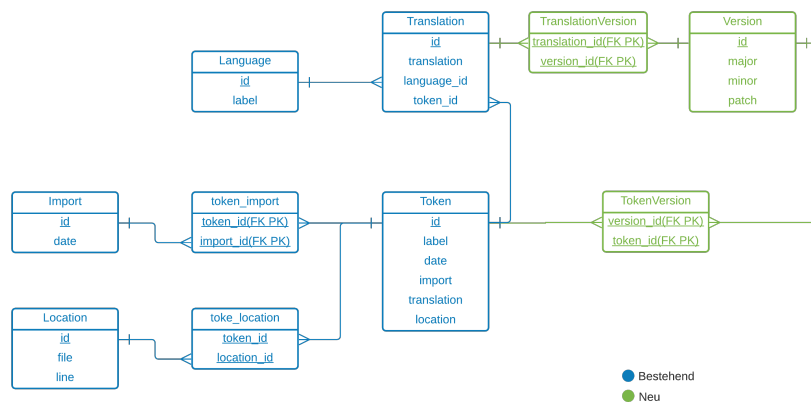 Translation
id
translation
language_id
token_id
TranslationVersion
translation_id(FK PK)
version_id(FK PK)
Version
id
major
minor
patch
Language
id
label
Import
id
date
token_import
token_id(FK PK)
import_id(FK PK)
Token
id
label
date
import
translation
location
TokenVersion
version_id(FK PK)
token_id(FK PK)
Location
id
file
line
toke_location
token_id
location_id
Bestehend
Neu